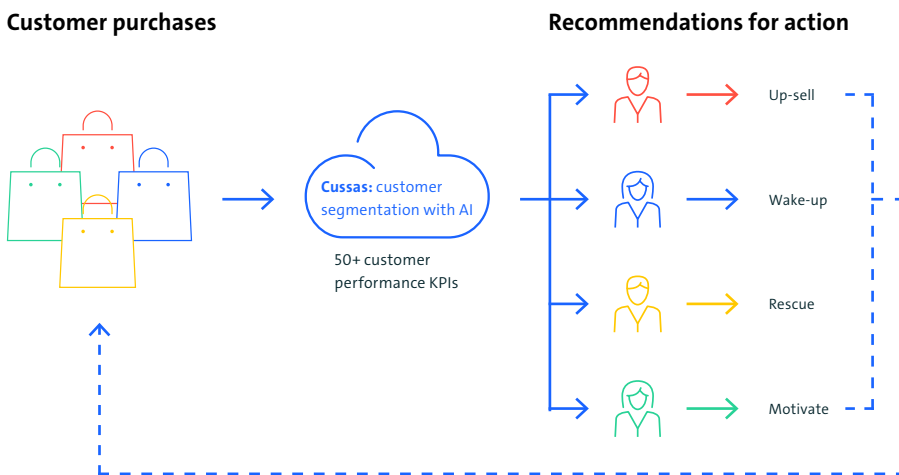 Customer purchases
Recommendations for action
Cussas: customer
segmentation with AI
50+ customer
performance KPIs
Up-sell
Wake-up
Rescue
Motivate